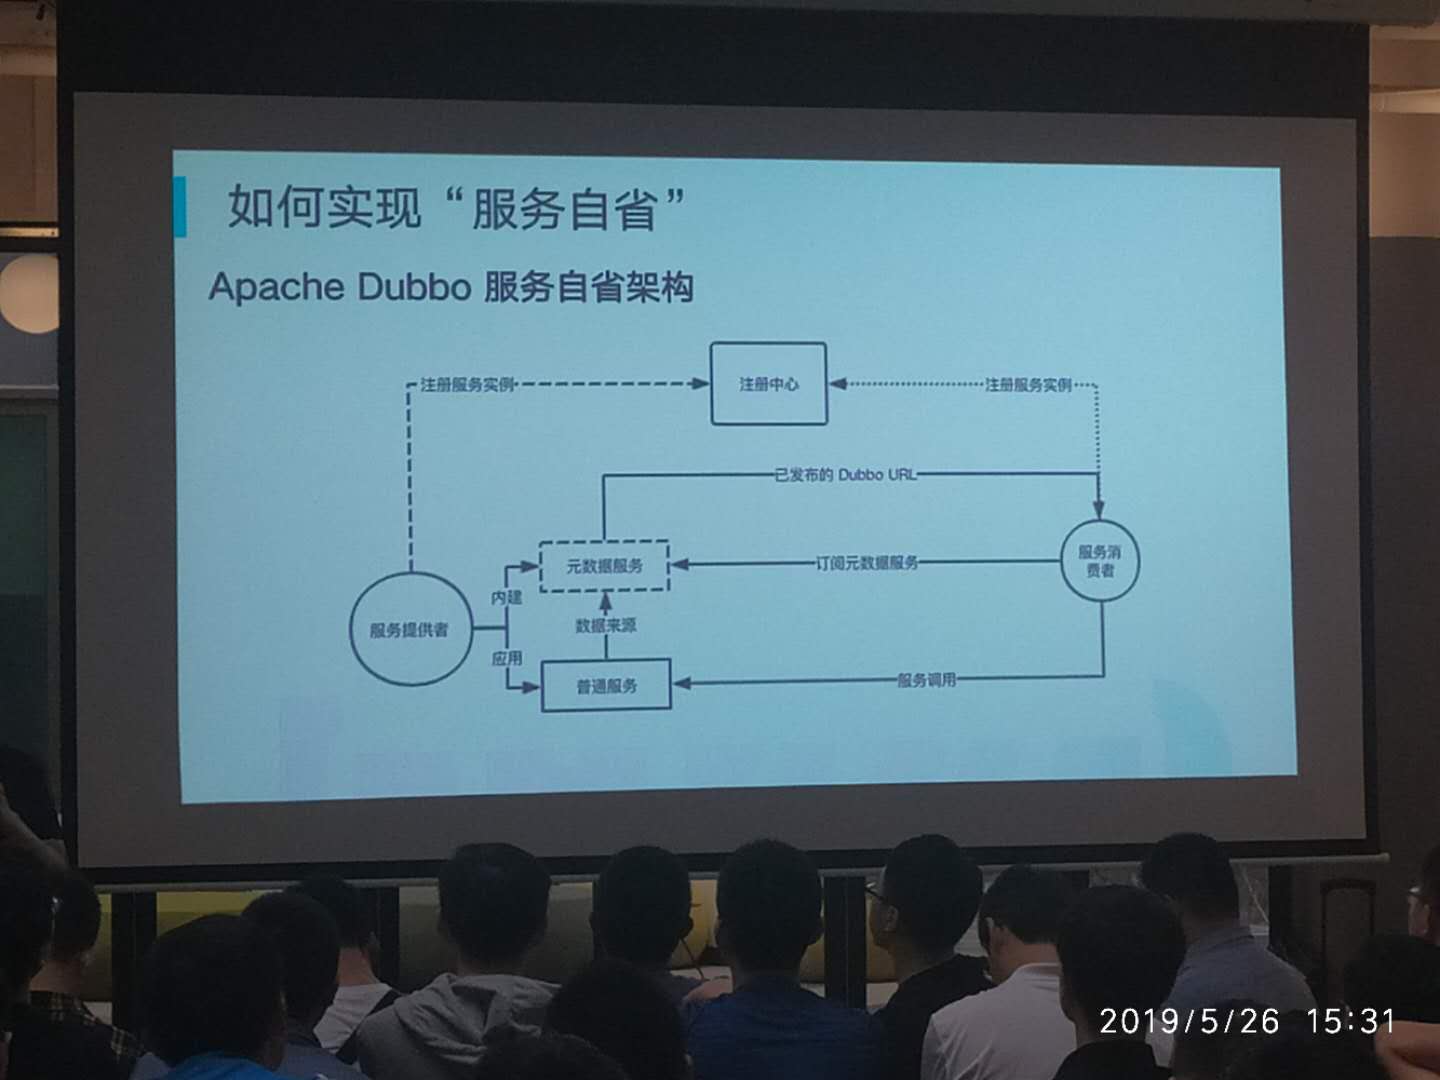 如何实现“服务自省”
Apache Dubbo 服务自省架构
注册服务实例
注册中心
注册服务实例
已发布的 Dubbo URL
元数据服务
订阅元数据服务
服务消
费者
内建
数据来源
服务提供者
应用
普通服务
服务调用
2019/5/26 15:31